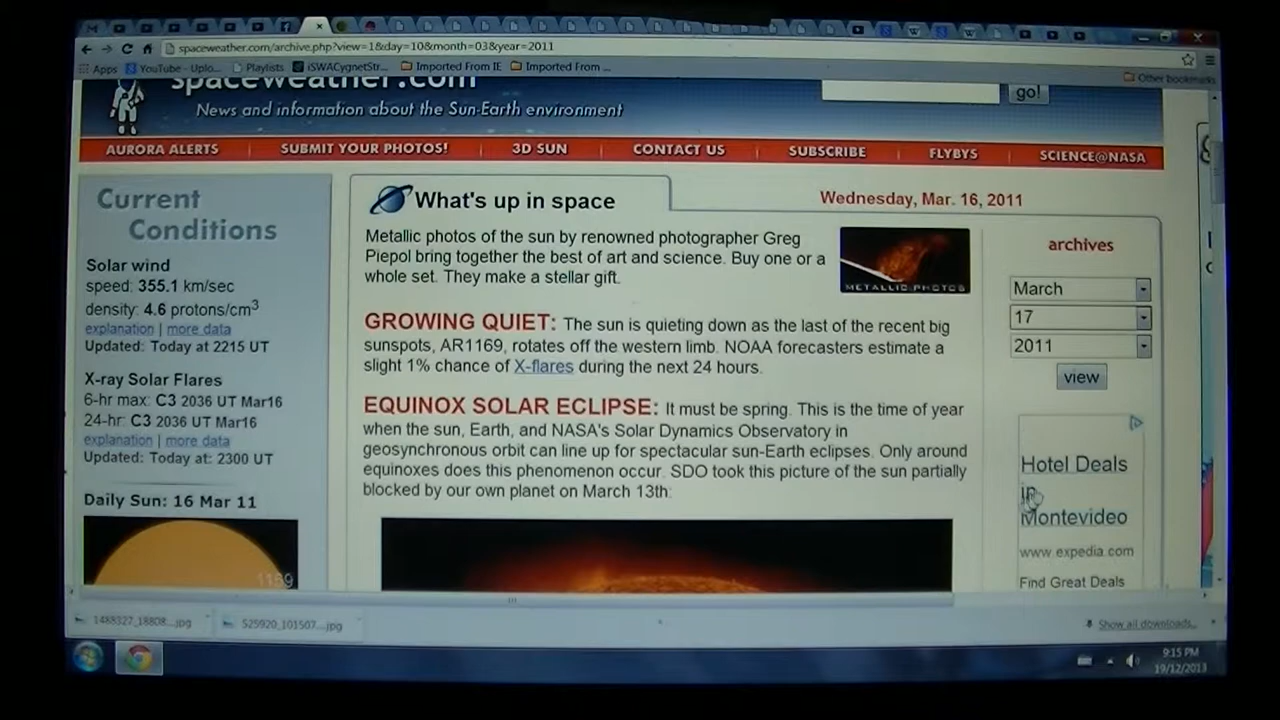 spaceweather.com/archive.php?view=1&day=10&month=03&year=2011
Apps YouTube - Uplo... Playlists iSWACygnetStr... Imported From IE Imported From ...
Other bookmarks
spaceweather.com
News and information about the Sun-Earth environment
go!
AURORA ALERTS | SUBMIT YOUR PHOTOS! | 3D SUN | CONTACT US | SUBSCRIBE | FLYBYS | SCIENCE@NASA
Current
Conditions
Solar wind
speed: 355.1 km/sec
density: 4.6 protons/cm3
explanation | more data
Updated: Today at 2215 UT
X-ray Solar Flares
6-hr max: C3 2036 UT Mar16
24-hr: C3 2036 UT Mar16
explanation | more data
Updated: Today at: 2300 UT
Daily Sun: 16 Mar 11
1169
What's up in space
Wednesday, Mar. 16, 2011
Metallic photos of the sun by renowned photographer Greg
Piepol bring together the best of art and science. Buy one or a
whole set. They make a stellar gift.
METALLIC PHOTOS
GROWING QUIET: The sun is quieting down as the last of the recent big
sunspots, AR1169, rotates off the western limb. NOAA forecasters estimate a
slight 1% chance of X-flares during the next 24 hours.
EQUINOX SOLAR ECLIPSE: It must be spring. This is the time of year
when the sun, Earth, and NASA's Solar Dynamics Observatory in
geosynchronous orbit can line up for spectacular sun-Earth eclipses. Only around
equinoxes does this phenomenon occur. SDO took this picture of the sun partially
blocked by our own planet on March 13th:
archives
March
17
2011
view
Hotel Deals
in
Montevideo
www.expedia.com
Find Great Deals
1488327_18808...jpg
525920_101507...jpg
Show all downloads...
9:15 PM
19/12/2013